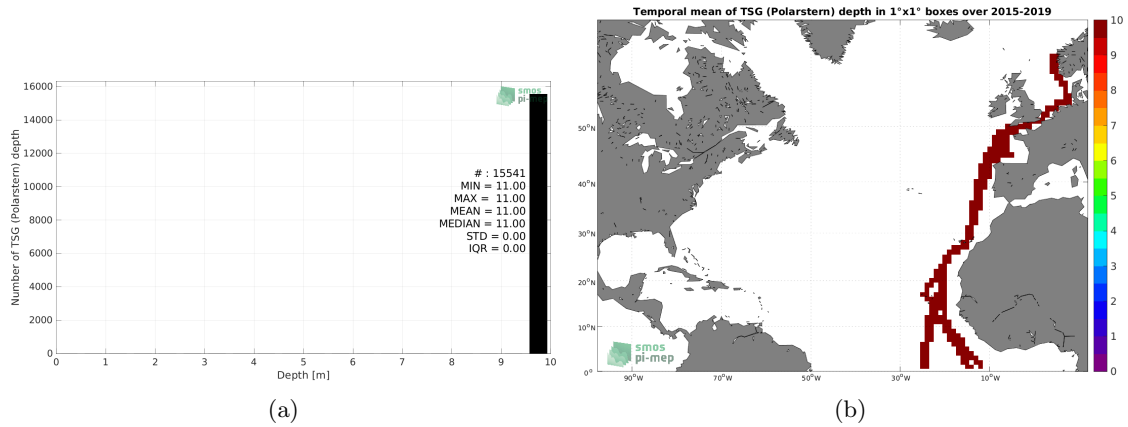 16000
14000
12000
10000
8000
6000
4000
2000
0
Number of TSG (Polarstern) depth
smos
pi-mep
# : 15541
MIN = 11.00
MAX = 11.00
MEAN = 11.00
MEDIAN = 11.00
STD = 0.00
IQR = 0.00
0 1 2 3 4 5 6 7 8 9 10
Depth [m]
(a)
Temporal mean of TSG (Polarstern) depth in 1°x1° boxes over 2015-2019
50°N
40°N
30°N
20°N
10°N
0°
90°W 70°W 50°W 30°W 10°W
smos
pi-mep
10
9
8
7
6
5
4
3
2
1
0
(b)